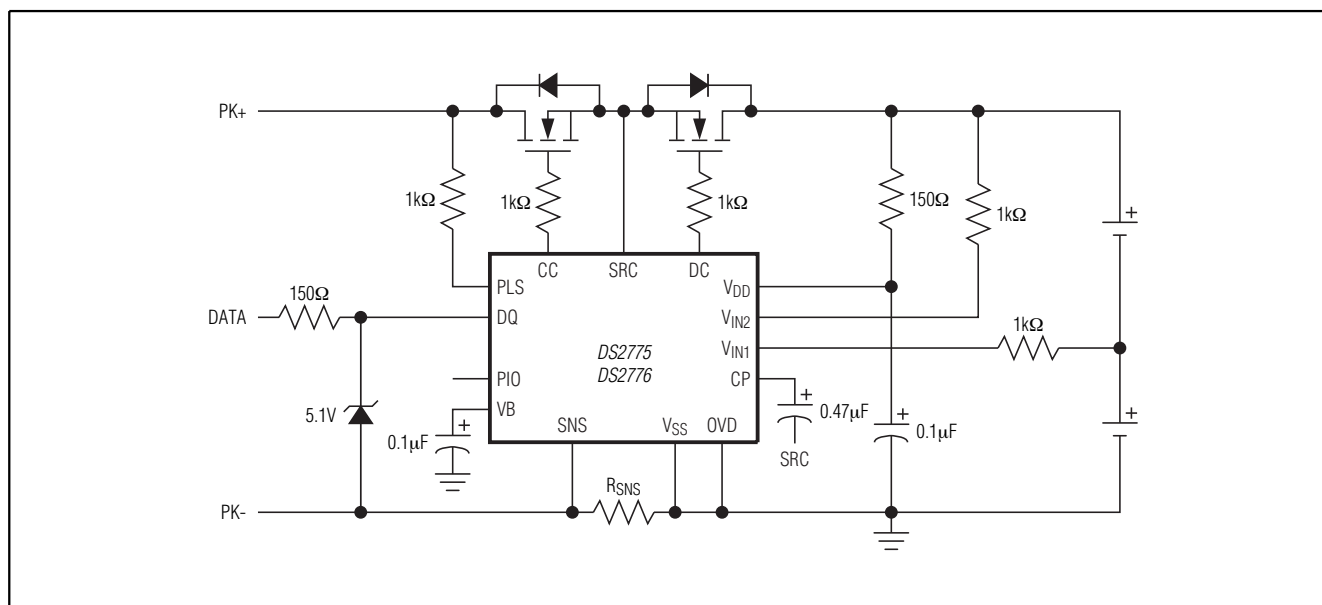 PK+
1kΩ
1kΩ
1kΩ
150Ω
1kΩ
+
CC
SRC
DC
PLS
VDD
150Ω
DATA
DQ
VIN2
VIN1
1kΩ
DS2775
DS2776
PIO
CP
+
+
0.47μF
5.1V
VB
+
0.1μF
SNS
VSS
OVD
SRC
+
0.1μF
RSNS
PK-